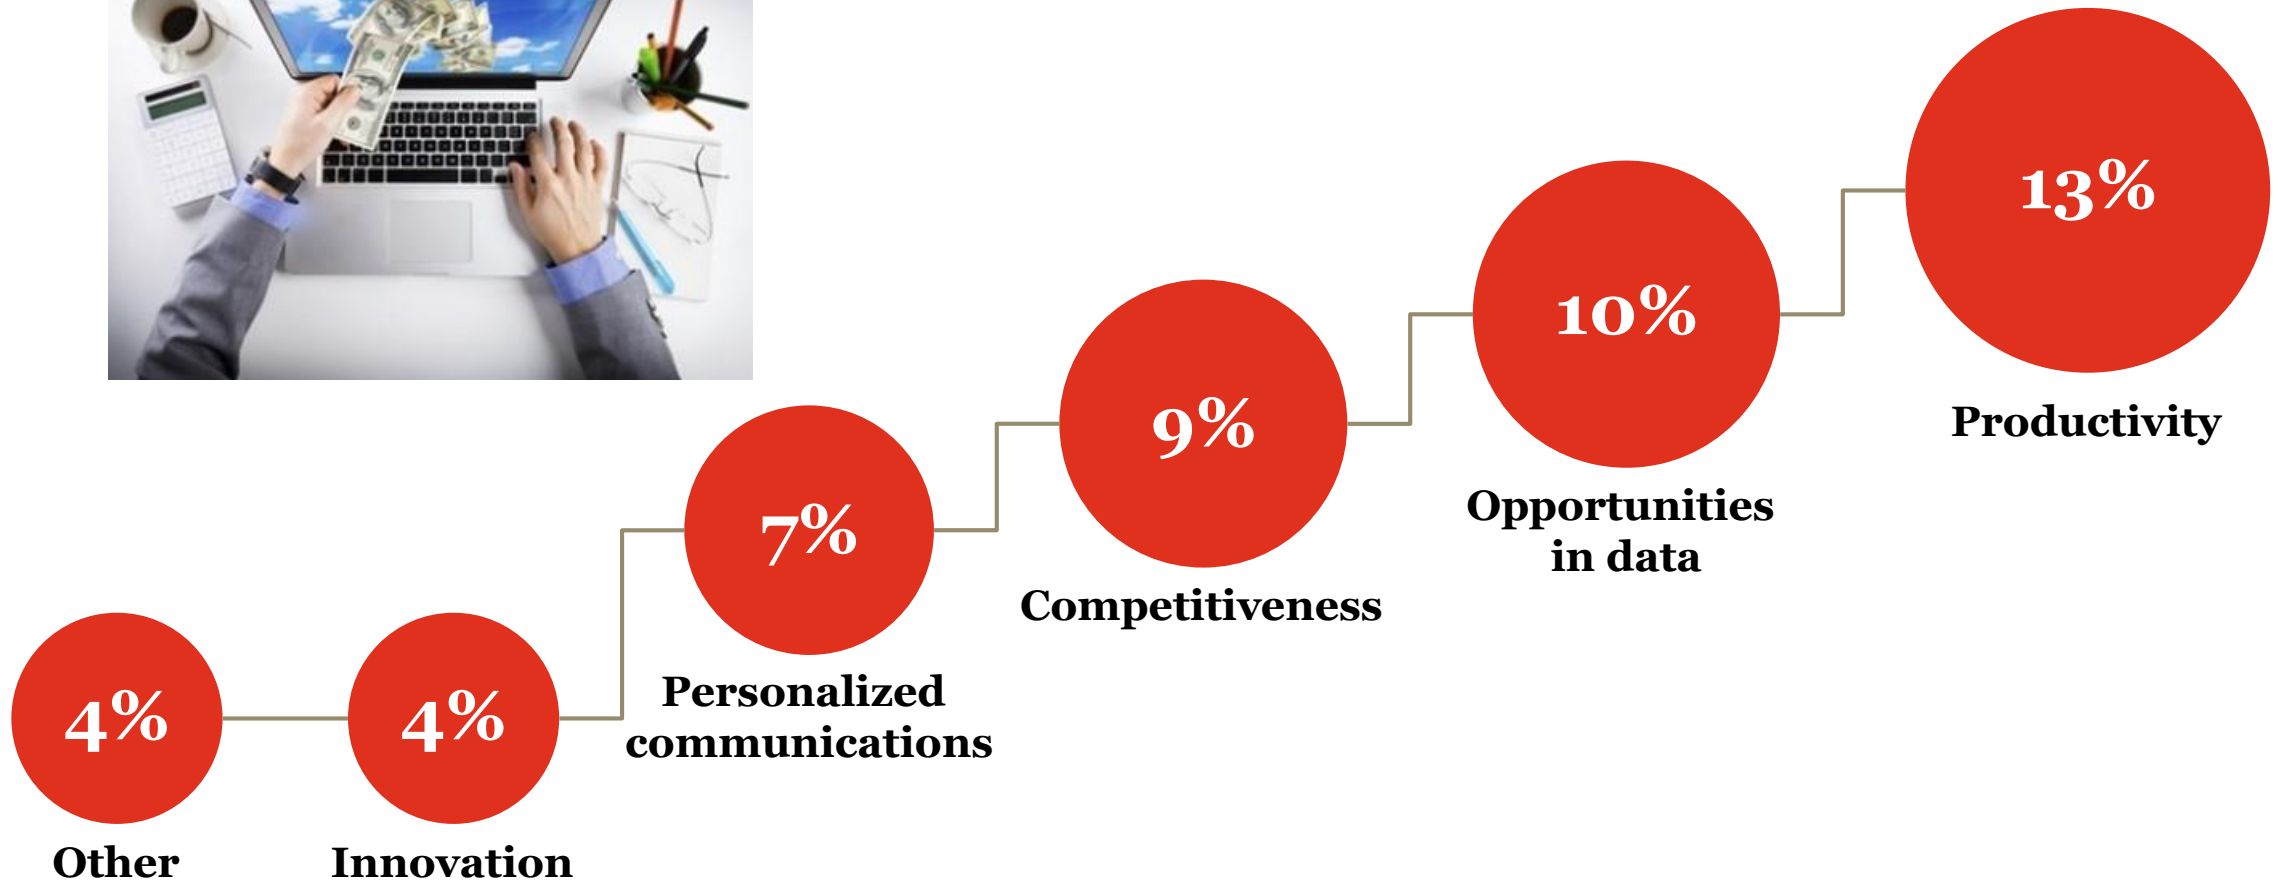 13%
Productivity
10%
Opportunities
in data
9%
Competitiveness
7%
Personalized
communications
4%
Other
4%
Innovation